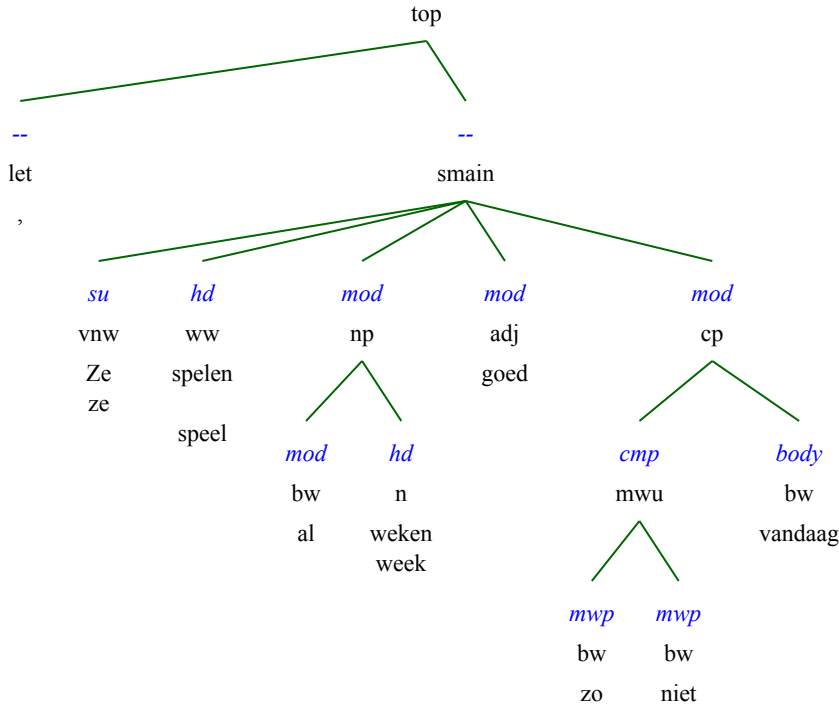 top
-- --
let smain
,
su hd mod mod mod
vnw ww np adj cp
Ze spelen goed
ze
speel
mod hd cmp body
bw n mwu bw
al weken vandaag
week
mwp mwp
bw bw
zo niet